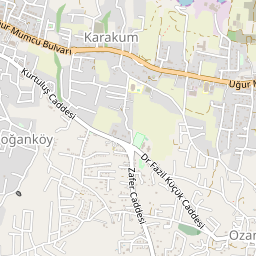 Karakum
ur Mumcu Bulvarı
Uğur M
Kurtuluş Caddesi
oğanköy
Dr. Fazıl Küçük Caddesi
Zafer Caddesi
Ozan